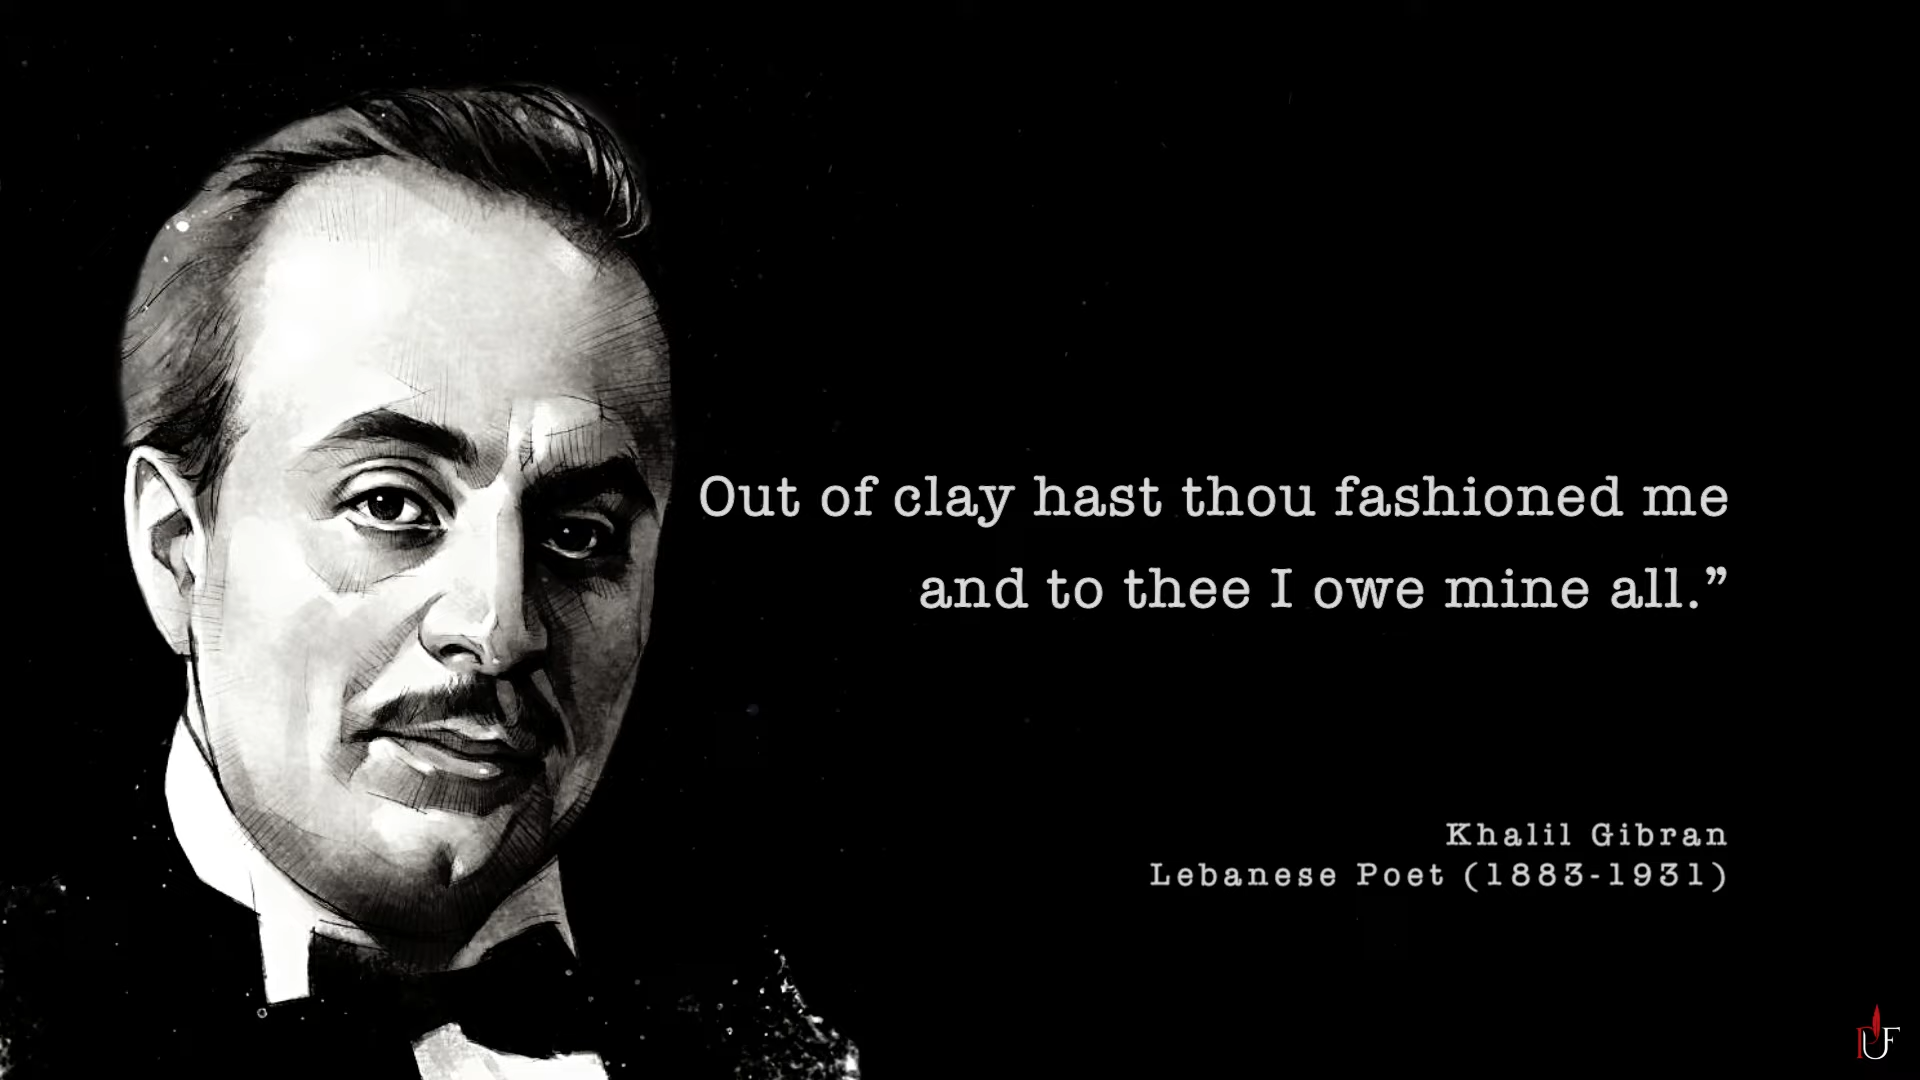 Out of clay hast thou fashioned me
and to thee I owe mine all.”
Khalil Gibran
Lebanese Poet (1883-1931)
PUF